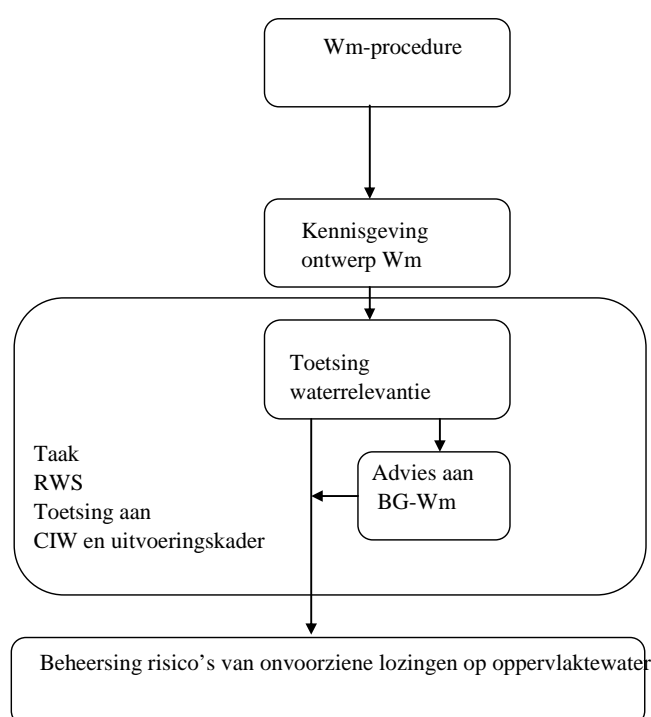 Wm-procedure
Kennisgeving
ontwerp Wm
Toetsing
waterrelevantie
Taak
RWS
Toetsing aan
CIW en uitvoeringskader
Advies aan
BG-Wm
Beheersing risico’s van onvoorziene lozingen op oppervlaktewater